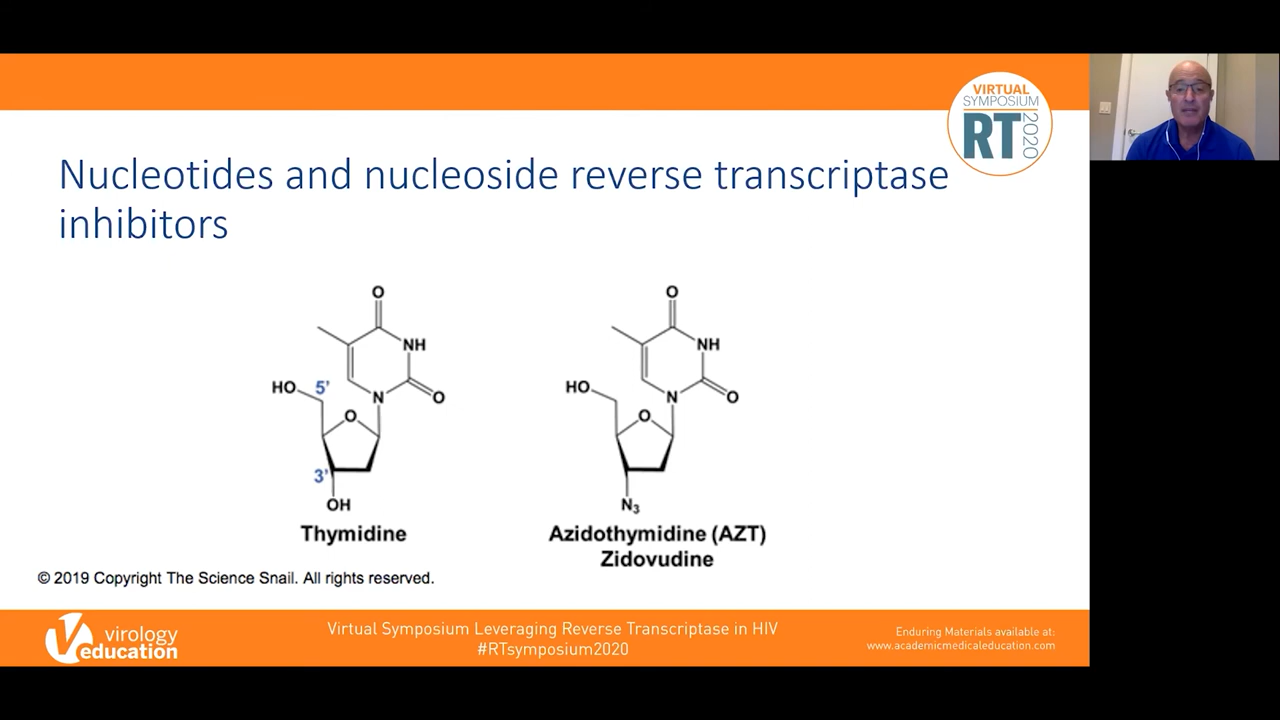 VIRTUAL
SYMPOSIUM
RT
2020
Nucleotides and nucleoside reverse transcriptase
inhibitors
O
NH
HO
5'
N
O
O
3'
OH
Thymidine
O
NH
HO
N
O
O
N3
Azidothymidine (AZT)
Zidovudine
© 2019 Copyright The Science Snail. All rights reserved.
virology
education
Virtual Symposium Leveraging Reverse Transcriptase in HIV
#RTsymposium2020
Enduring Materials available at:
www.academicmedicaleducation.com